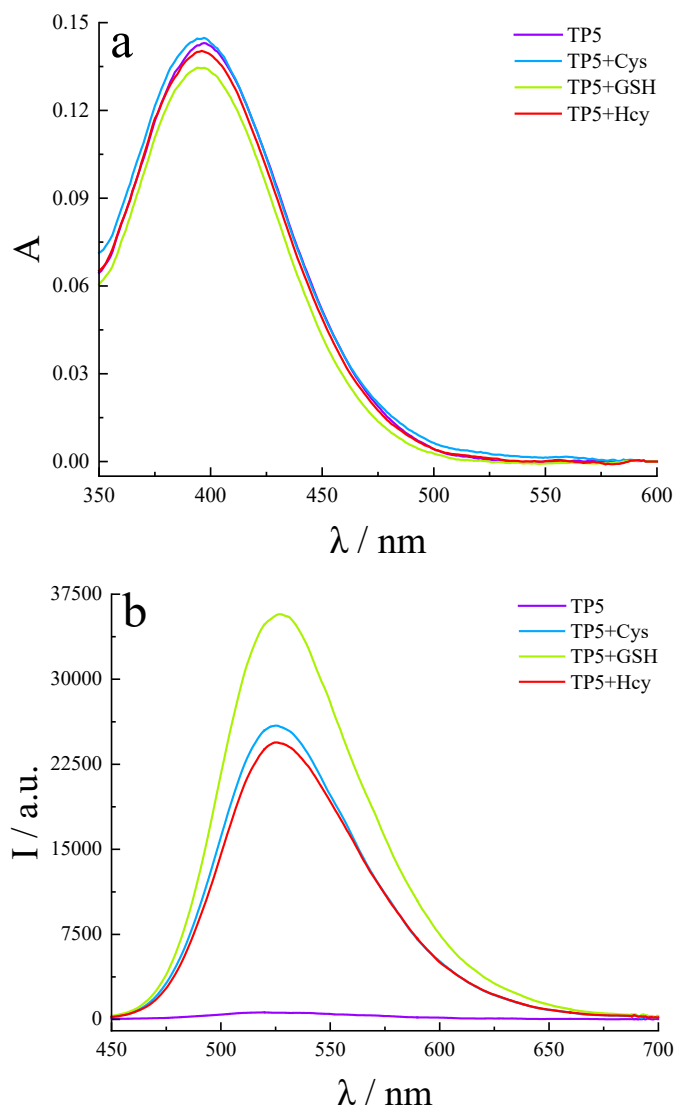 a
TP5
TP5+Cys
TP5+GSH
TP5+Hcy
0.15
0.12
0.09
0.06
0.03
0.00
A
350 400 450 500 550 600
λ / nm
b
TP5
TP5+Cys
TP5+GSH
TP5+Hcy
37500
30000
22500
15000
7500
0
I / a.u.
450 500 550 600 650 700
λ / nm